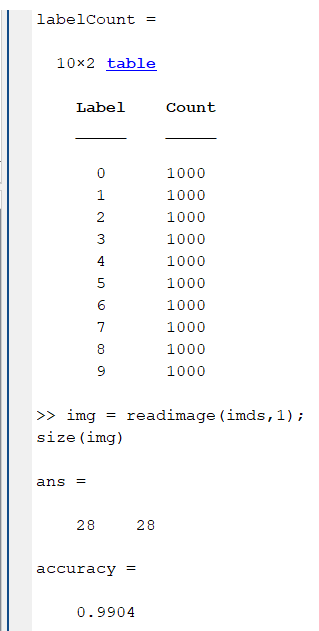 labelCount =
10×2 table
Label Count
0 1000
1 1000
2 1000
3 1000
4 1000
5 1000
6 1000
7 1000
8 1000
9 1000
>> img = readimage(imds,1);
size(img)
ans =
28 28
accuracy =
0.9904